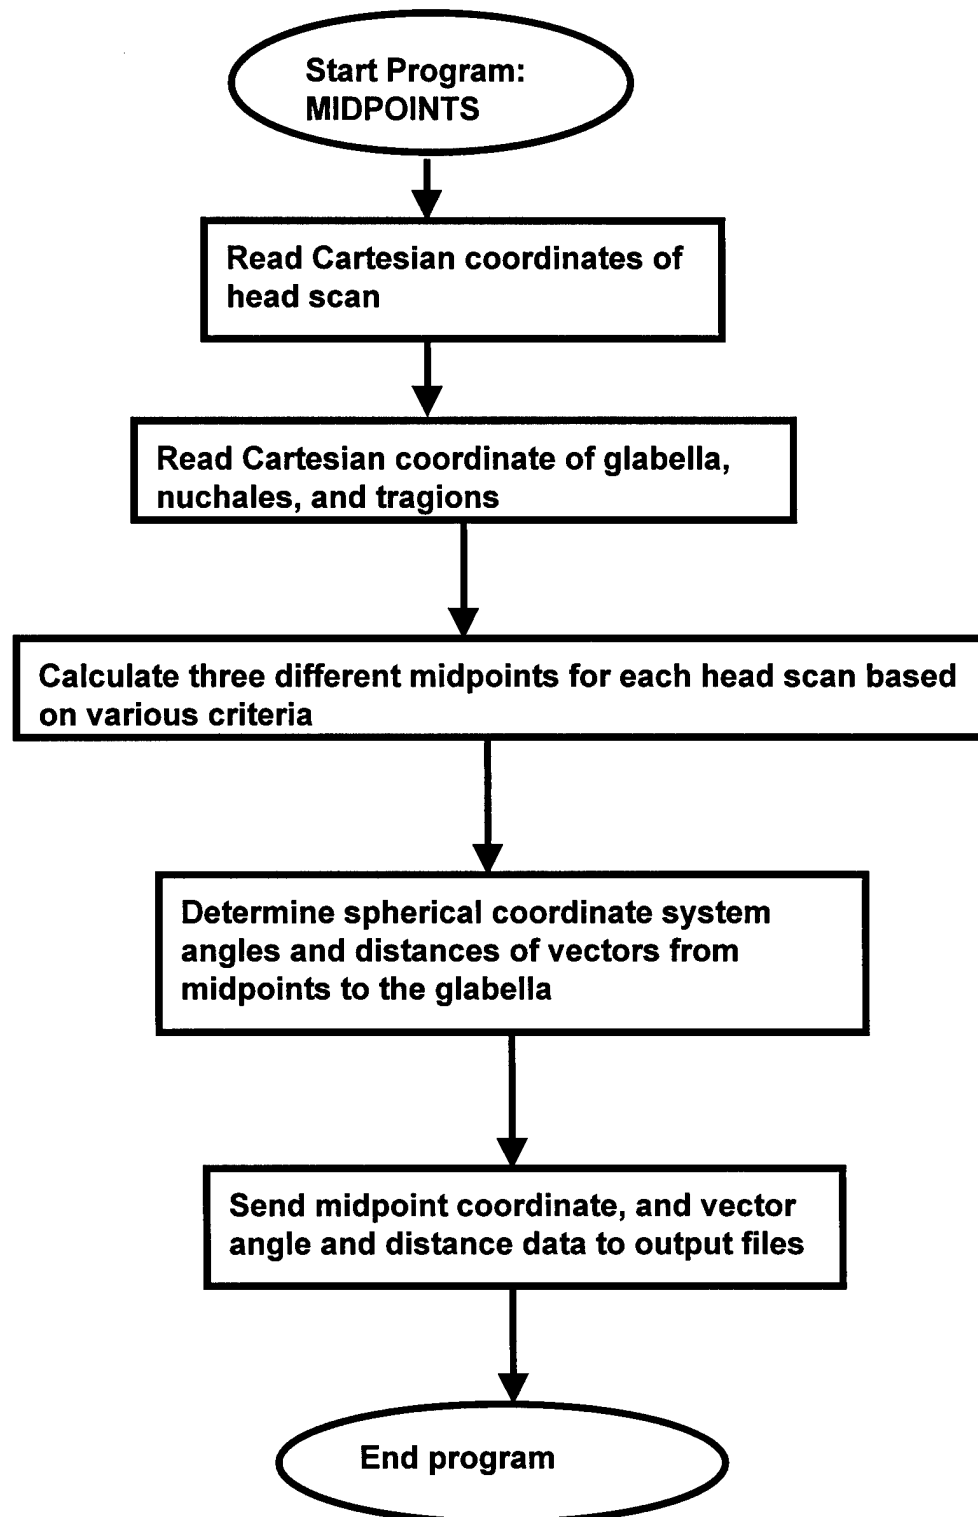 Start Program:
MIDPOINTS
Read Cartesian coordinates of
head scan
Read Cartesian coordinate of glabella,
nuchales, and tragions
Calculate three different midpoints for each head scan based
on various criteria
Determine spherical coordinate system
angles and distances of vectors from
midpoints to the glabella
Send midpoint coordinate, and vector
angle and distance data to output files
End program